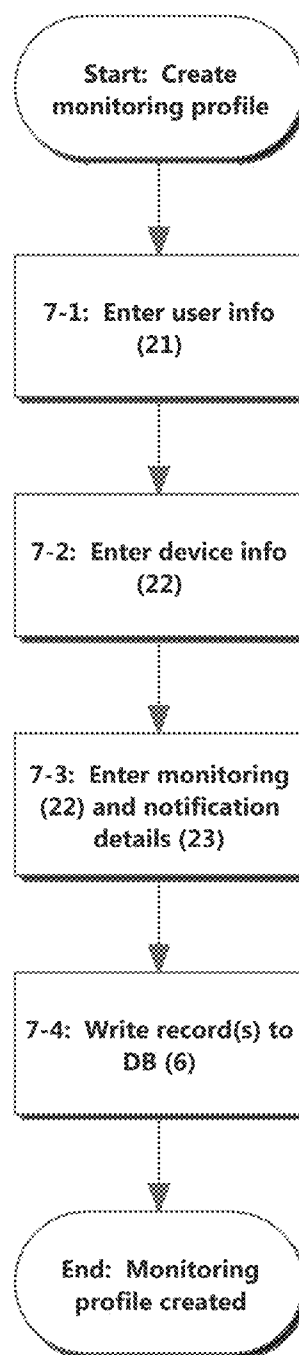 Start: Create
monitoring profile
7-1: Enter user info
(21)
7-2: Enter device info
(22)
7-3: Enter monitoring
(22) and notification
details (23)
7-4: Write record(s) to
DB (6)
End: Monitoring
profile created